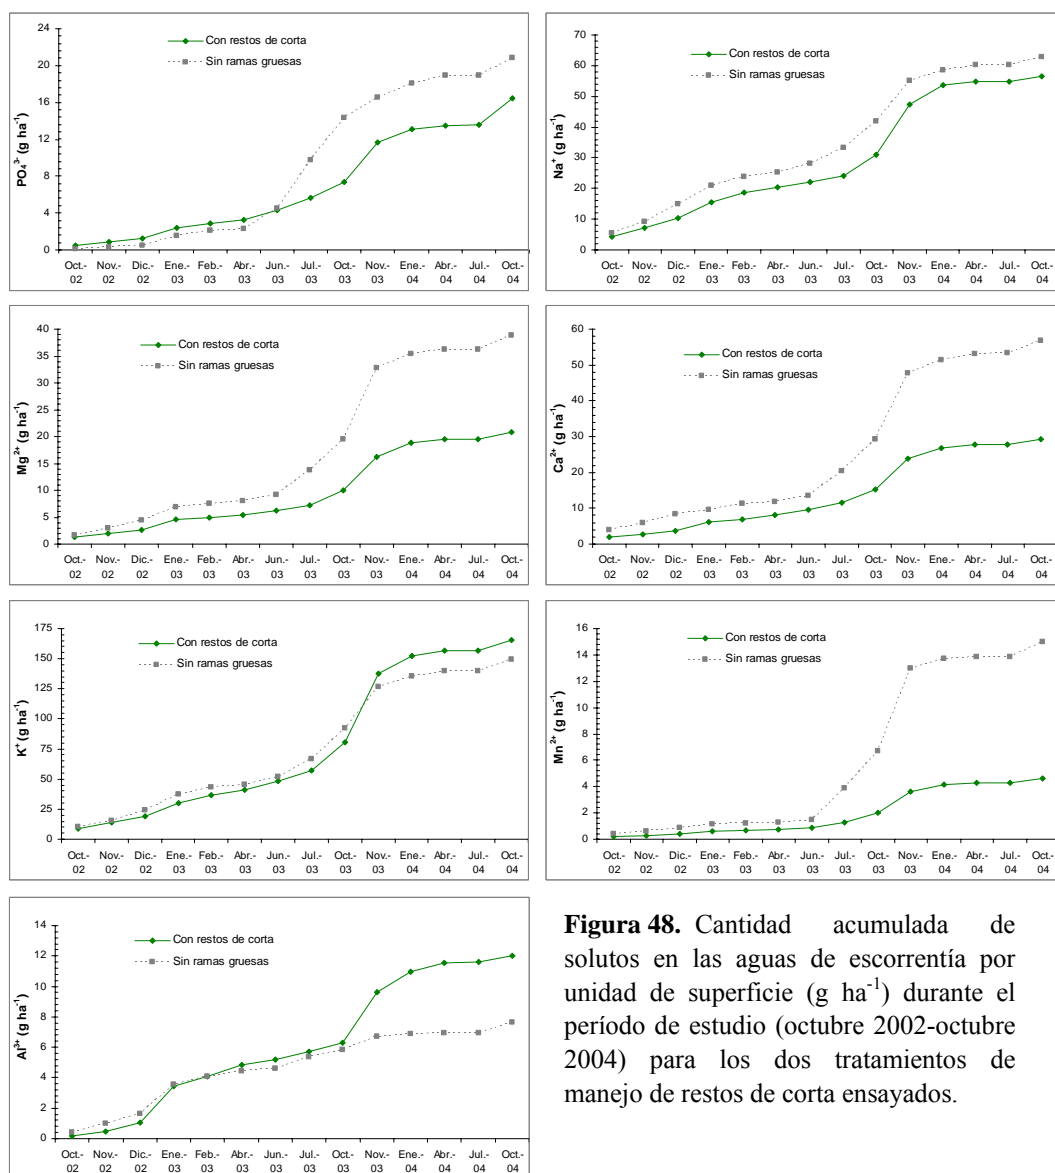 24
20
16
12
8
4
0
PO₄³⁻ (g ha⁻¹)
Con restos de corta
Sin ramas gruesas
Oct.- Nov.- Dic.- Ene.- Feb.- Abr.- Jun.- Jul.- Oct.- Nov.- Ene.- Abr.- Jul.- Oct.-
02 02 02 03 03 03 03 03 03 03 04 04 04 04
70
60
50
40
30
20
10
0
Na⁺ (g ha⁻¹)
Con restos de corta
Sin ramas gruesas
Oct.- Nov.- Dic.- Ene.- Feb.- Abr.- Jun.- Jul.- Oct.- Nov.- Ene.- Abr.- Jul.- Oct.-
02 02 02 03 03 03 03 03 03 03 04 04 04 04
40
35
30
25
20
15
10
5
0
Mg²⁺ (g ha⁻¹)
Con restos de corta
Sin ramas gruesas
Oct.- Nov.- Dic.- Ene.- Feb.- Abr.- Jun.- Jul.- Oct.- Nov.- Ene.- Abr.- Jul.- Oct.-
02 02 02 03 03 03 03 03 03 03 04 04 04 04
60
50
40
30
20
10
0
Ca²⁺ (g ha⁻¹)
Con restos de corta
Sin ramas gruesas
Oct.- Nov.- Dic.- Ene.- Feb.- Abr.- Jun.- Jul.- Oct.- Nov.- Ene.- Abr.- Jul.- Oct.-
02 02 02 03 03 03 03 03 03 03 04 04 04 04
175
150
125
100
75
50
25
0
K⁺ (g ha⁻¹)
Con restos de corta
Sin ramas gruesas
Oct.- Nov.- Dic.- Ene.- Feb.- Abr.- Jun.- Jul.- Oct.- Nov.- Ene.- Abr.- Jul.- Oct.-
02 02 02 03 03 03 03 03 03 03 04 04 04 04
16
14
12
10
8
6
4
2
0
Mn²⁺ (g ha⁻¹)
Con restos de corta
Sin ramas gruesas
Oct.- Nov.- Dic.- Ene.- Feb.- Abr.- Jun.- Jul.- Oct.- Nov.- Ene.- Abr.- Jul.- Oct.-
02 02 02 03 03 03 03 03 03 03 04 04 04 04
14
12
10
8
6
4
2
0
Al³⁺ (g ha⁻¹)
Con restos de corta
Sin ramas gruesas
Oct.- Nov.- Dic.- Ene.- Feb.- Abr.- Jun.- Jul.- Oct.- Nov.- Ene.- Abr.- Jul.- Oct.-
02 02 02 03 03 03 03 03 03 03 04 04 04 04
Figura 48. Cantidad acumulada de
solutos en las aguas de escorrentía por
unidad de superficie (g ha⁻¹) durante el
período de estudio (octubre 2002-octubre
2004) para los dos tratamientos de
manejo de restos de corta ensayados.